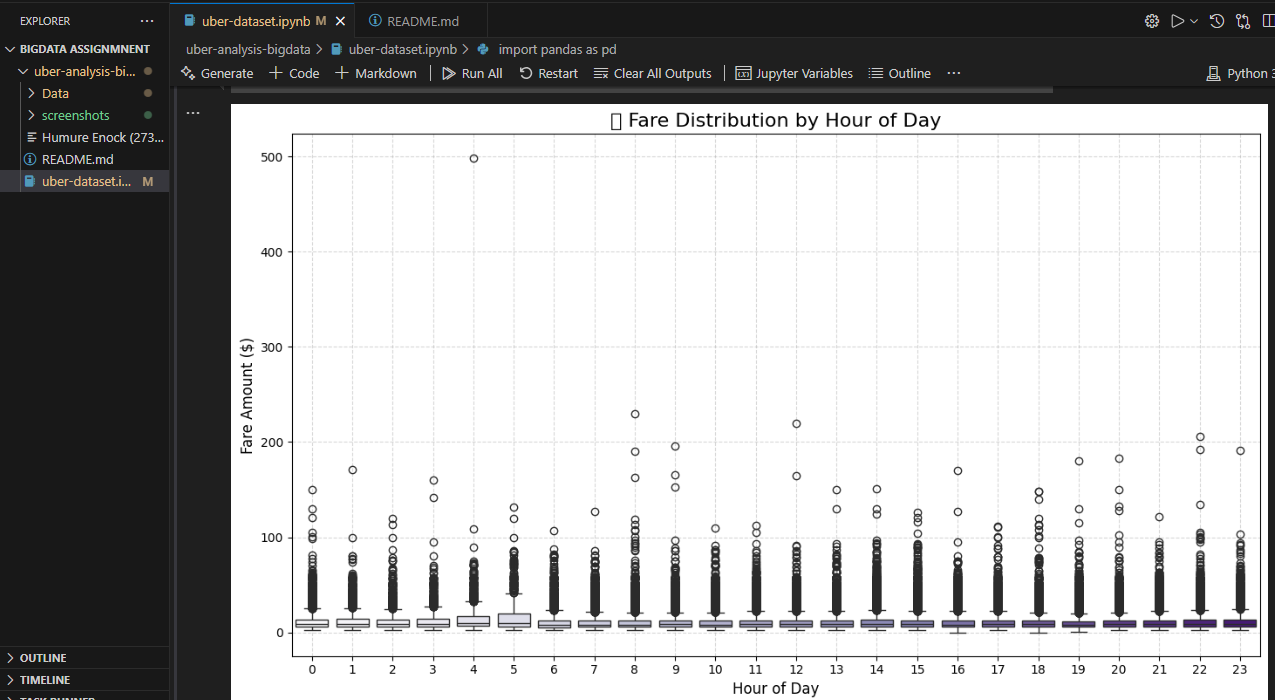 EXPLORER
BIGDATA ASSIGNMNENT
uber-analysis-bi...
Data
screenshots
Humure Enock (273...
README.md
uber-dataset.i... M
OUTLINE
TIMELINE
TASK RUNNER
uber-dataset.ipynb M
README.md
uber-analysis-bigdata > uber-dataset.ipynb > import pandas as pd
Generate + Code + Markdown | Run All Restart Clear All Outputs | Jupyter Variables Outline ... Python 3
Fare Distribution by Hour of Day
Fare Amount ($)
500
400
300
200
100
0
0 1 2 3 4 5 6 7 8 9 10 11 12 13 14 15 16 17 18 19 20 21 22 23
Hour of Day